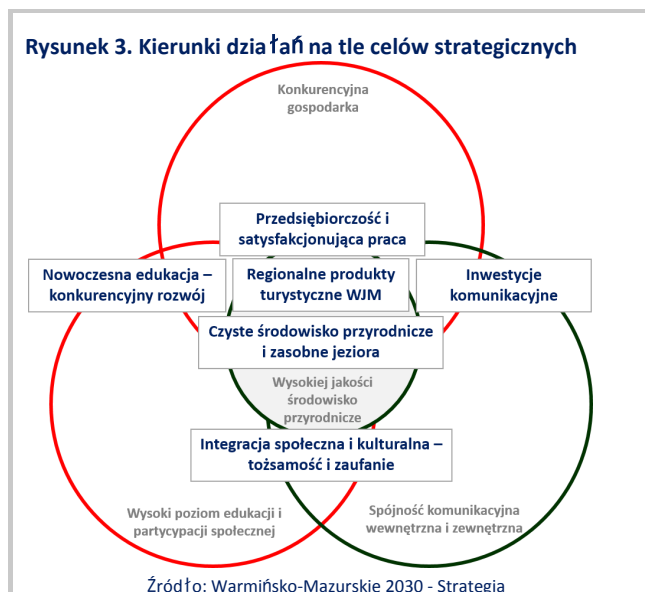 Rysunek 3. Kierunki działań na tle celów strategicznych
Konkurencyjna
gospodarka
Przedsiębiorczość i
satysfakcjonująca praca
Nowoczesna edukacja –
konkurencyjny rozwój
Regionalne produkty
turystyczne WJM
Inwestycje
komunikacyjne
Czyste środowisko przyrodnicze
i zasobne jeziora
Wysokiej jakości
środowisko
przyrodnicze
Integracja społeczna i kulturalna –
tożsamość i zaufanie
Wysoki poziom edukacji i
partycypacji społecznej
Spójność komunikacyjna
wewnętrzna i zewnętrzna
Źródło: Warmińsko-Mazurskie 2030 - Strategia